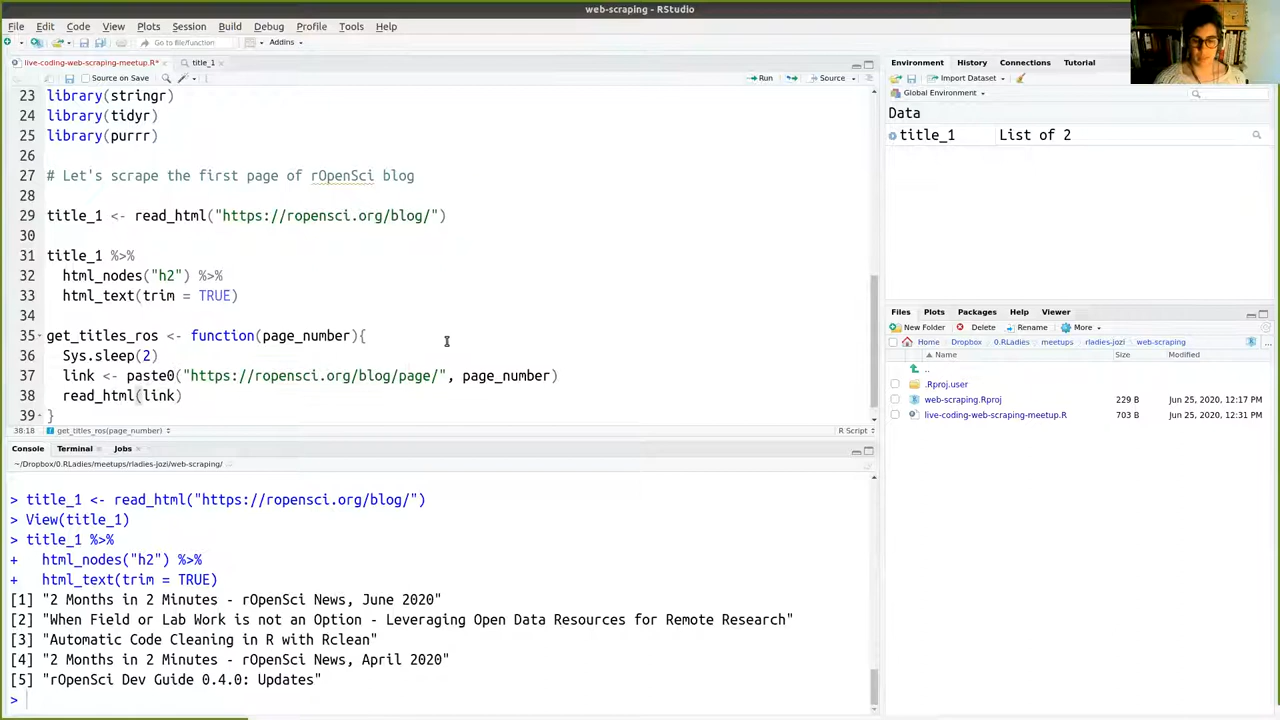 web-scraping - RStudio
File Edit Code View Plots Session Build Debug Profile Tools Help
Go to file/function Addins
live-coding-web-scraping-meetup.R* title_1
Source on Save Run Source
23 library(stringr)
24 library(tidyr)
25 library(purrr)
26
27 # Let's scrape the first page of rOpenSci blog
28
29 title_1 <- read_html("https://ropensci.org/blog/")
30
31 title_1 %>%
32 html_nodes("h2") %>%
33 html_text(trim = TRUE)
34
35 get_titles_ros <- function(page_number){
36 Sys.sleep(2)
37 link <- paste0("https://ropensci.org/blog/page/", page_number)
38 read_html(link)
39 }
38:18 get_titles_ros(page_number) R Script
Console Terminal Jobs
~/Dropbox/0.RLadies/meetups/rladies-jozi/web-scraping/
> title_1 <- read_html("https://ropensci.org/blog/")
> View(title_1)
> title_1 %>%
+ html_nodes("h2") %>%
+ html_text(trim = TRUE)
[1] "2 Months in 2 Minutes - rOpenSci News, June 2020"
[2] "When Field or Lab Work is not an Option - Leveraging Open Data Resources for Remote Research"
[3] "Automatic Code Cleaning in R with Rclean"
[4] "2 Months in 2 Minutes - rOpenSci News, April 2020"
[5] "rOpenSci Dev Guide 0.4.0: Updates"
>
Environment History Connections Tutorial
Import Dataset
Global Environment
Data
title_1 List of 2
Files Plots Packages Help Viewer
New Folder Delete Rename More
Home Dropbox 0.RLadies meetups rladies-jozi web-scraping ...
Name Size Modified
..
.Rproj.user
web-scraping.Rproj 229 B Jun 25, 2020, 12:17 PM
live-coding-web-scraping-meetup.R 703 B Jun 25, 2020, 12:31 PM